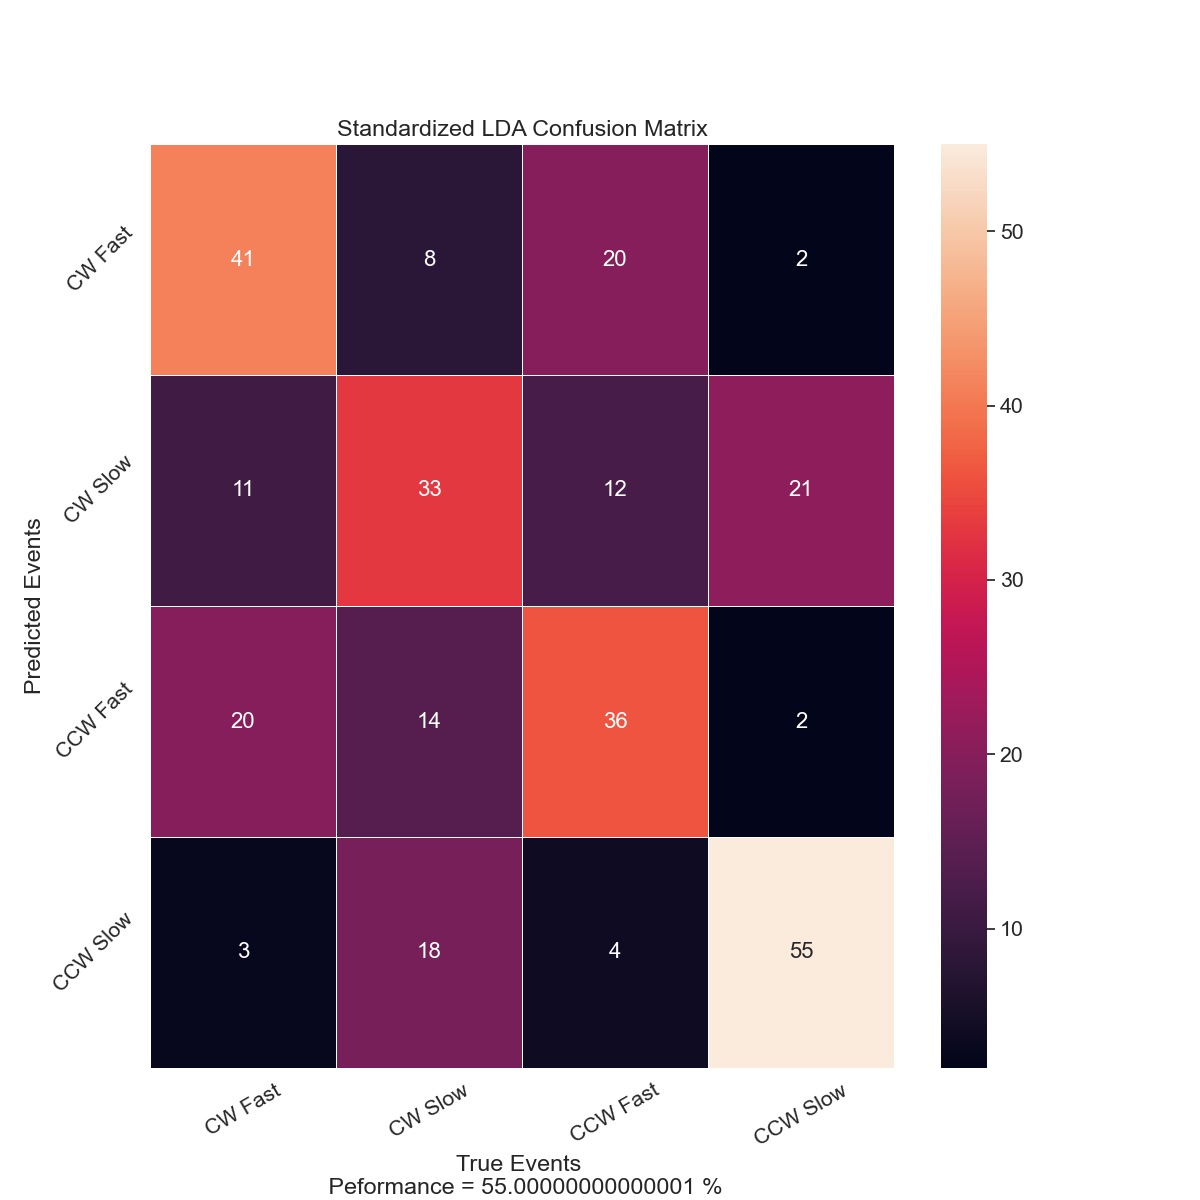 Standardized LDA Confusion Matrix
CW Fast
41 8 20 2
50
40
CW Slow
11 33 12 21
30
Predicted Events
CCW Fast
20 14 36 2
20
CCW Slow
3 18 4 55
10
CW Fast CW Slow CCW Fast CCW Slow
True Events
Peformance = 55.00000000000001 %